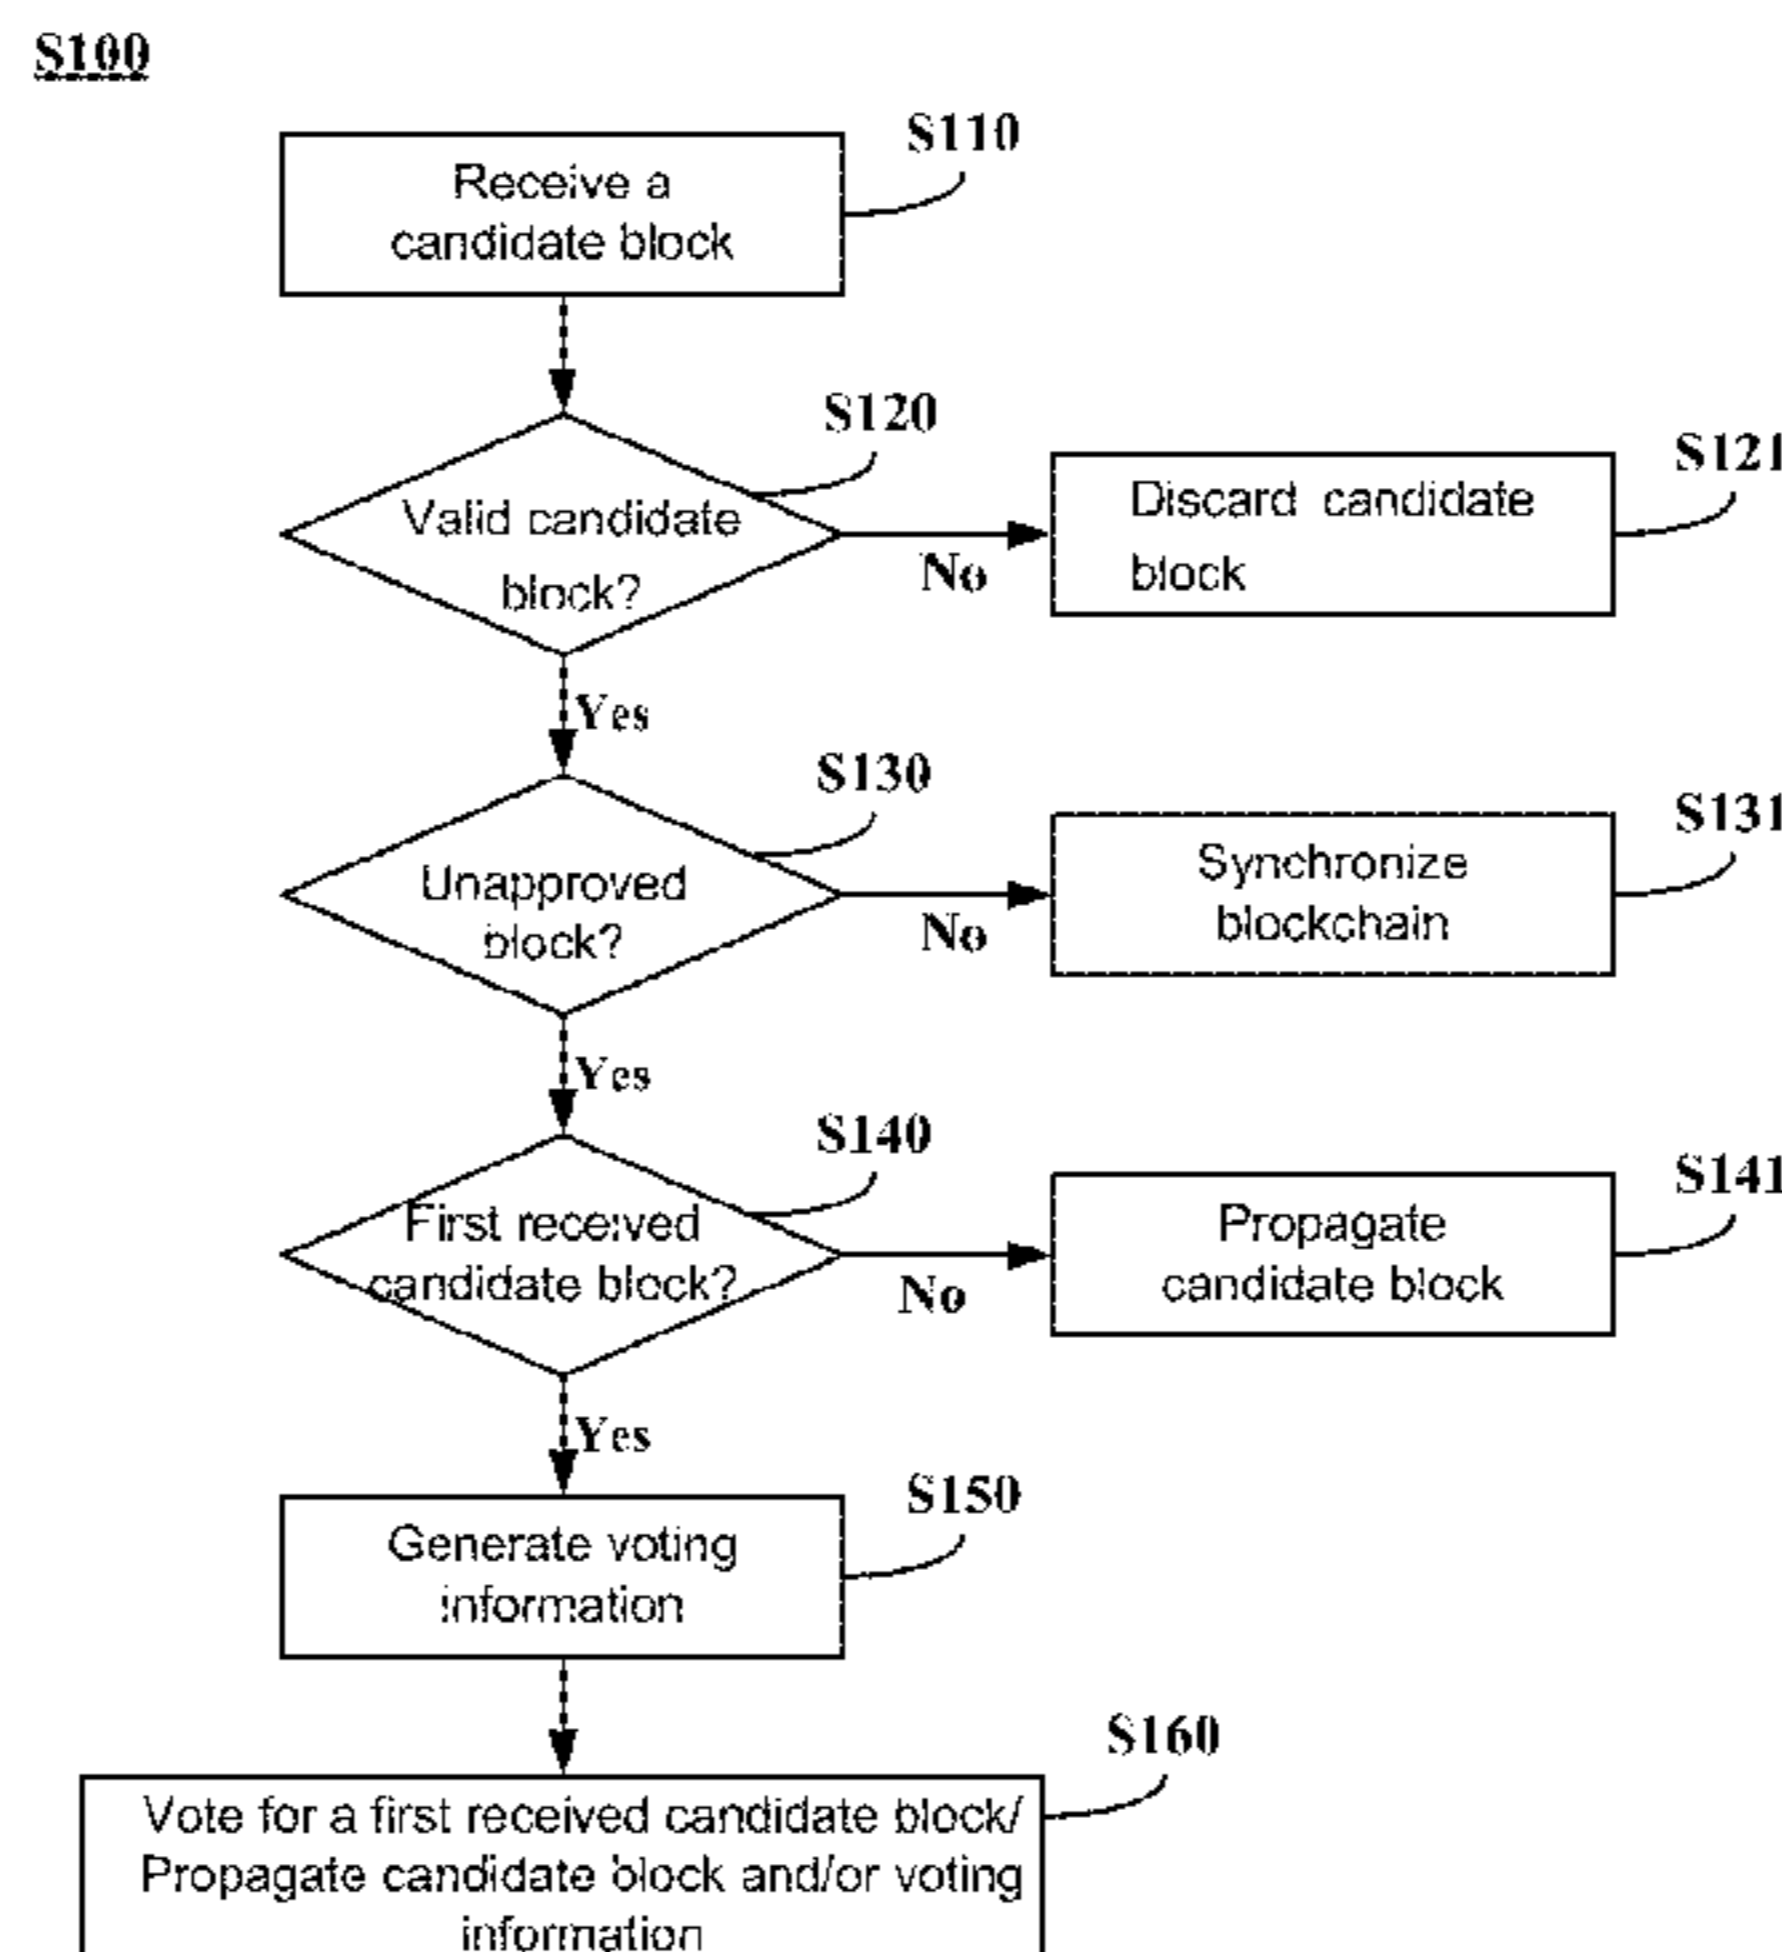 S100
S110
Receive a
candidate block
S120
Valid candidate
block?
No
S121
Discard candidate
block
Yes
S130
Unapproved
block?
No
S131
Synchronize
blockchain
Yes
S140
First received
candidate block?
No
S141
Propagate
candidate block
Yes
S150
Generate voting
information
S160
Vote for a first received candidate block/
Propagate candidate block and/or voting
information